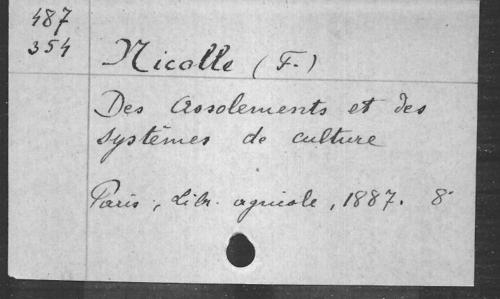 487
354
Nicolle (F.)
Des Assolements et des
systèmes de culture
Paris, Libr. agricole, 1887. 8°